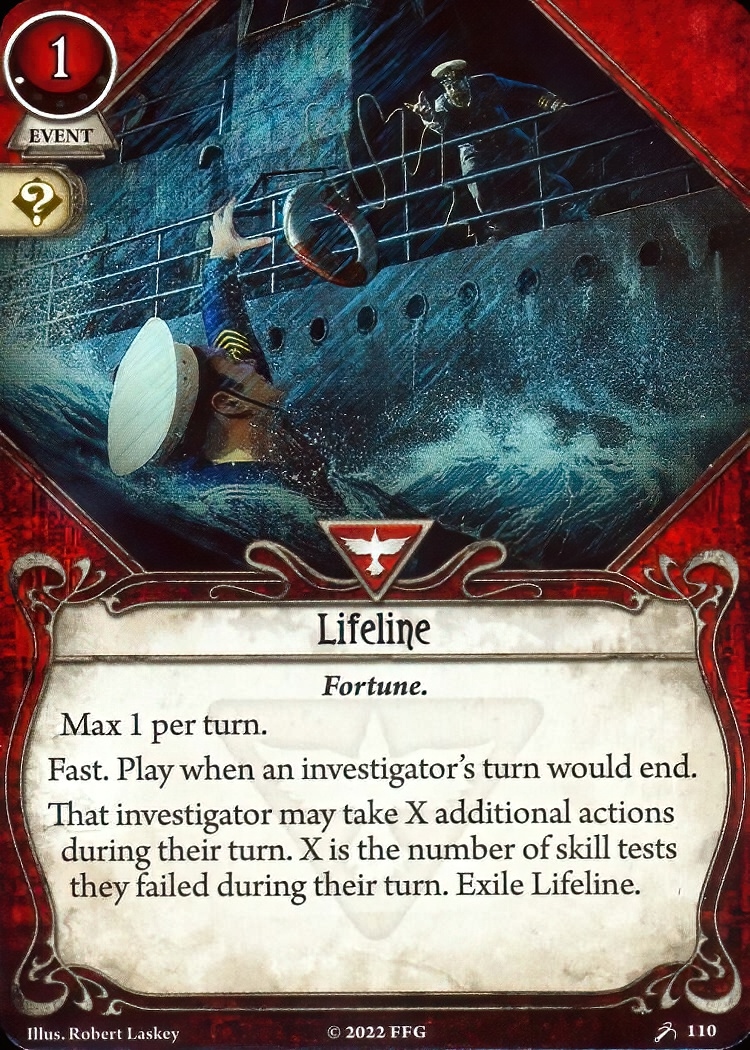 1
EVENT
?
Lifeline
Fortune.
Max 1 per turn.
Fast. Play when an investigator's turn would end.
That investigator may take X additional actions
during their turn. X is the number of skill tests
they failed during their turn. Exile Lifeline.
Illus. Robert Laskey
© 2022 FFG
110